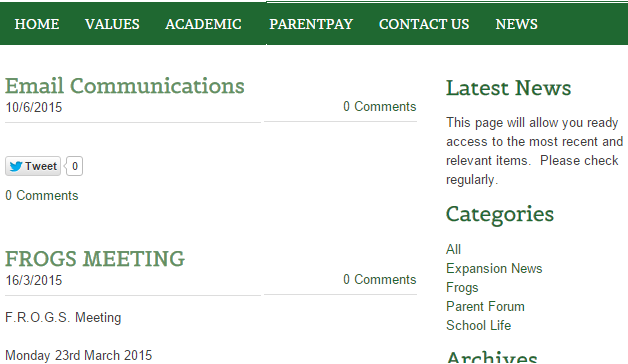 HOME VALUES ACADEMIC PARENTPAY CONTACT US NEWS
Email Communications
10/6/2015
0 Comments
Tweet 0
0 Comments
FROGS MEETING
16/3/2015
0 Comments
F.R.O.G.S. Meeting
Monday 23rd March 2015
Latest News
This page will allow you ready
access to the most recent and
relevant items. Please check
regularly.
Categories
All
Expansion News
Frogs
Parent Forum
School Life
Archives